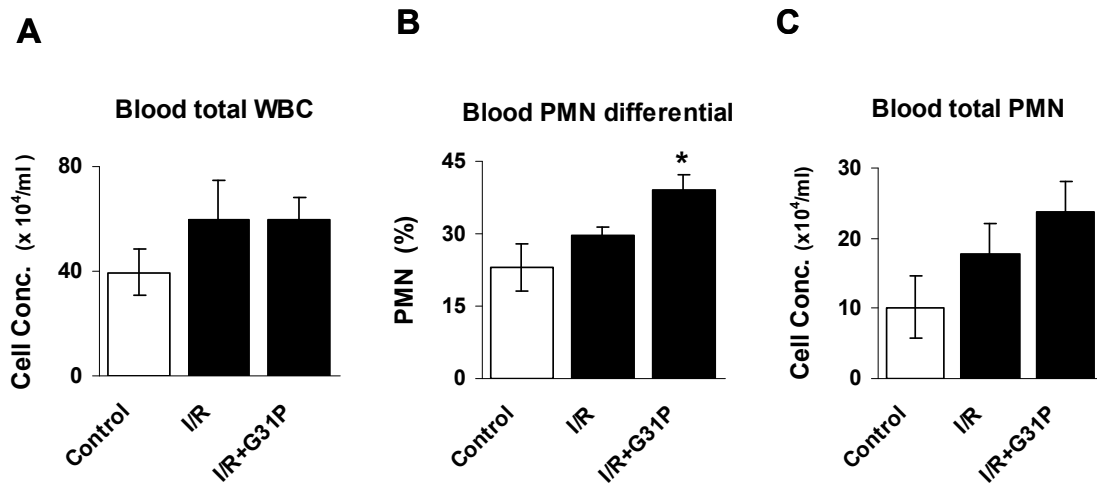 A
Blood total WBC
Cell Conc. (x 10⁴/ml )
80
40
0
Control
I/R
I/R+G31P
B
Blood PMN differential
PMN (%)
45
30
15
0
*
Control
I/R
I/R+G31P
C
Blood total PMN
Cell Conc. (x10⁴/ml)
30
20
10
0
Control
I/R
I/R+G31P